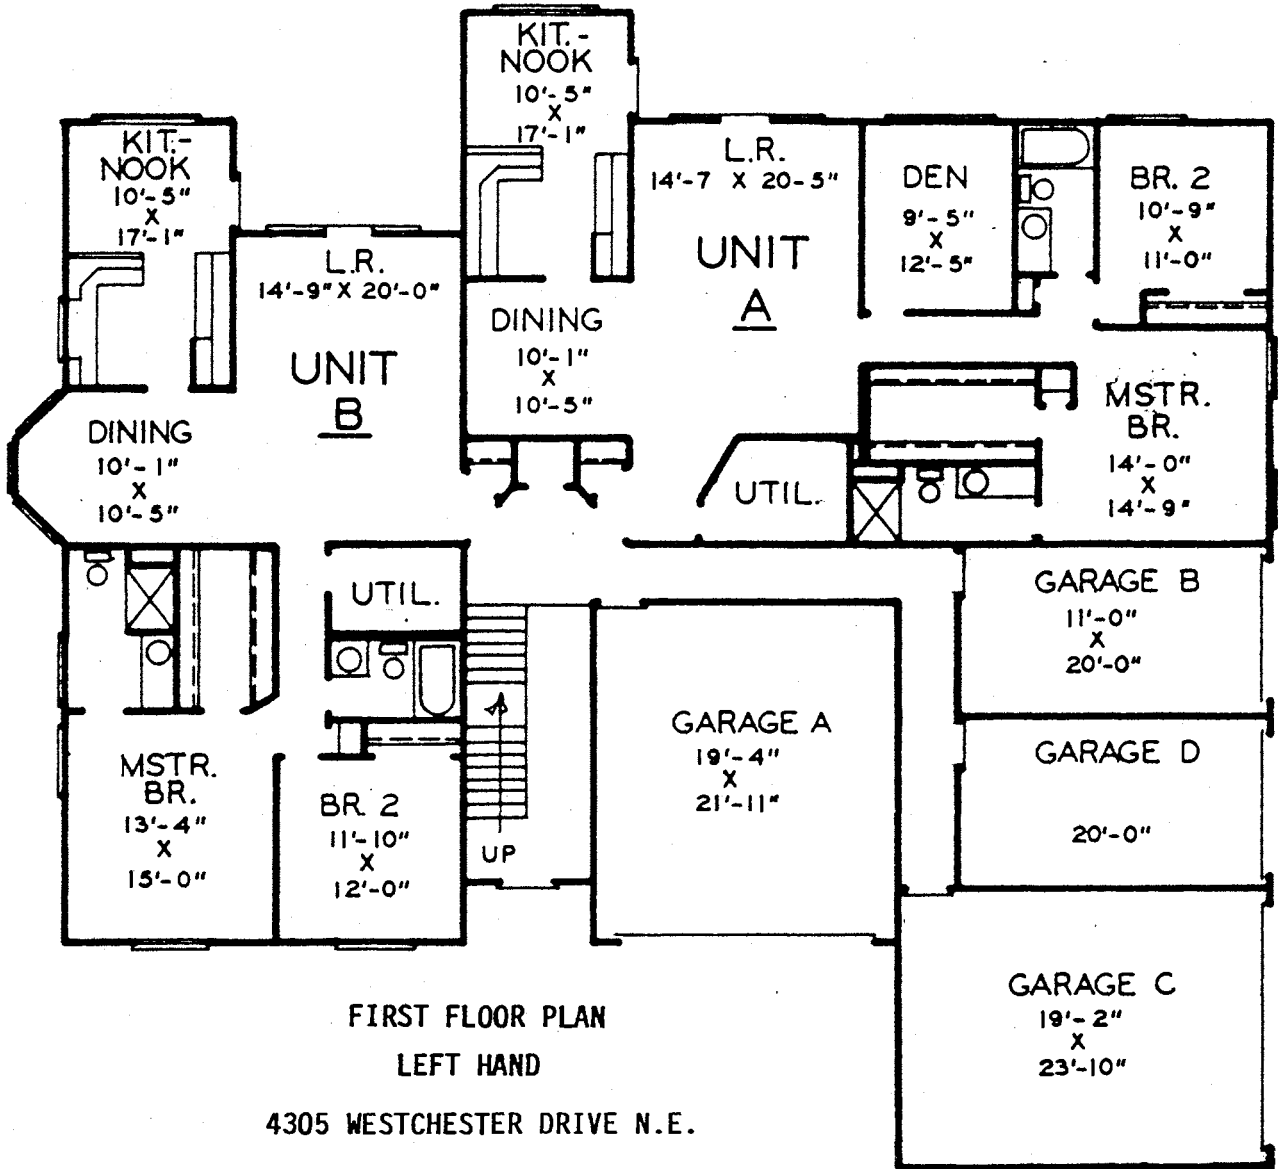 KIT.-
NOOK
10'-5"
X
17'-1"
KIT.-
NOOK
10'-5"
X
17'-1"
L.R.
14'-7 X 20-5"
DEN
9'-5"
X
12'-5"
BR. 2
10'-9"
X
11'-0"
UNIT
A
L.R.
14'-9" X 20'-0"
UNIT
B
DINING
10'-1"
X
10'-5"
DINING
10'-1"
X
10'-5"
MSTR.
BR.
14'-0"
X
14'-9"
UTIL.
UTIL.
GARAGE B
11'-0"
X
20'-0"
GARAGE A
19'-4"
X
21'-11"
GARAGE D
20'-0"
MSTR.
BR.
13'-4"
X
15'-0"
BR. 2
11'-10"
X
12'-0"
UP
GARAGE C
19'-2"
X
23'-10"
FIRST FLOOR PLAN
LEFT HAND
4305 WESTCHESTER DRIVE N.E.